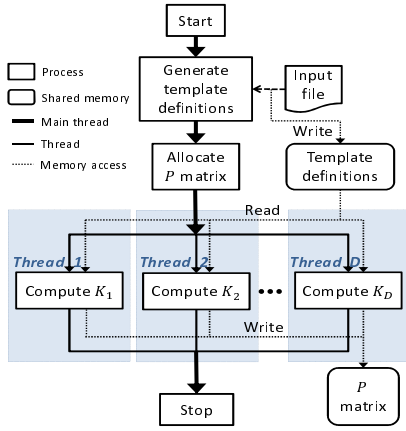 Start
Process
Shared memory
Main thread
Thread
Memory access
Generate
template
definitions
Input
file
Write
Allocate
P matrix
Template
definitions
Read
Thread 1
Thread 2
Thread D
Compute K₁
Compute K₂
•••
Compute K_D
Write
Stop
P
matrix